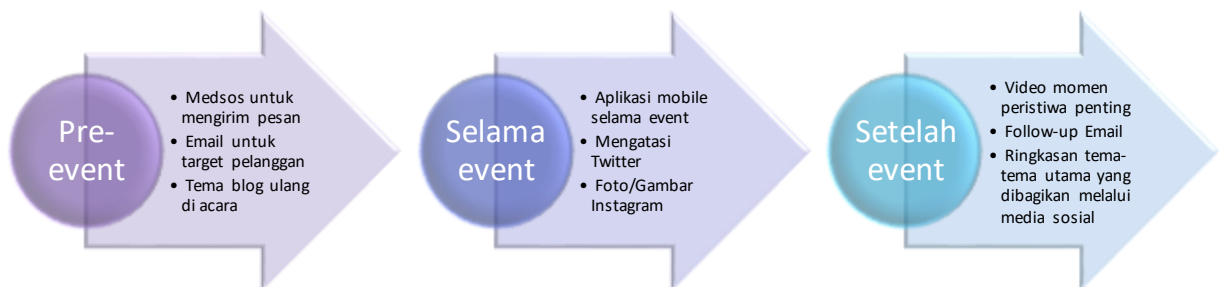 Pre-
event
• Medsos untuk
mengirim pesan
• Email untuk
target pelanggan
• Tema blog ulang
di acara
Selama
event
• Aplikasi mobile
selama event
• Mengatasi
Twitter
• Foto/Gambar
Instagram
Setelah
event
• Video momen
peristiwa penting
• Follow-up Email
• Ringkasan tema-
tema utama yang
dibagikan melalui
media sosial